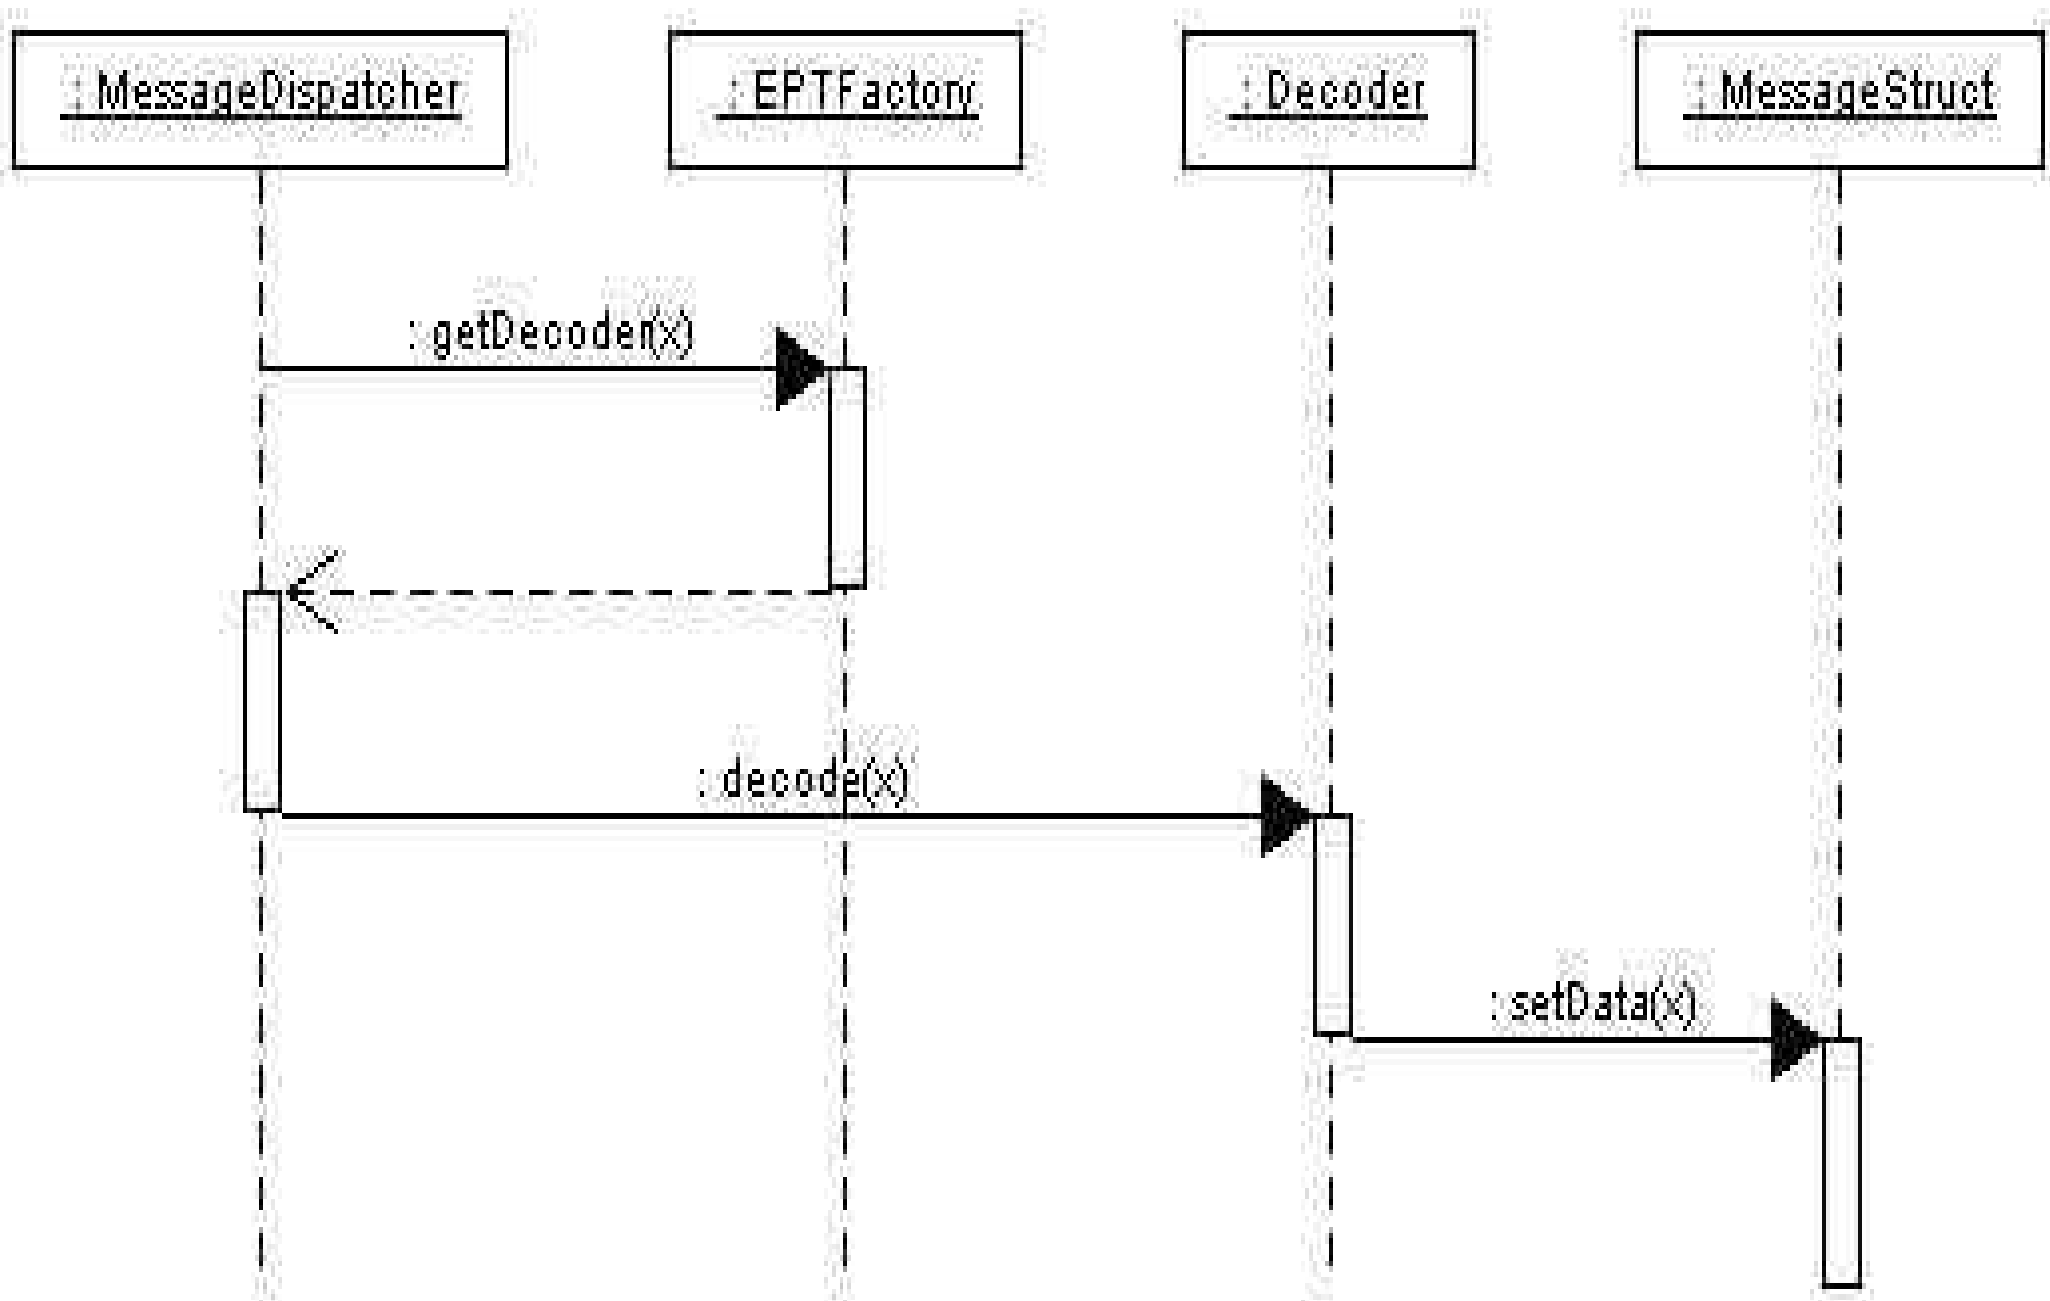 : MessageDispatcher
: EPTFactory
: Decoder
: MessageStruct
: getDecoder(x)
: decode(x)
: setData(x)